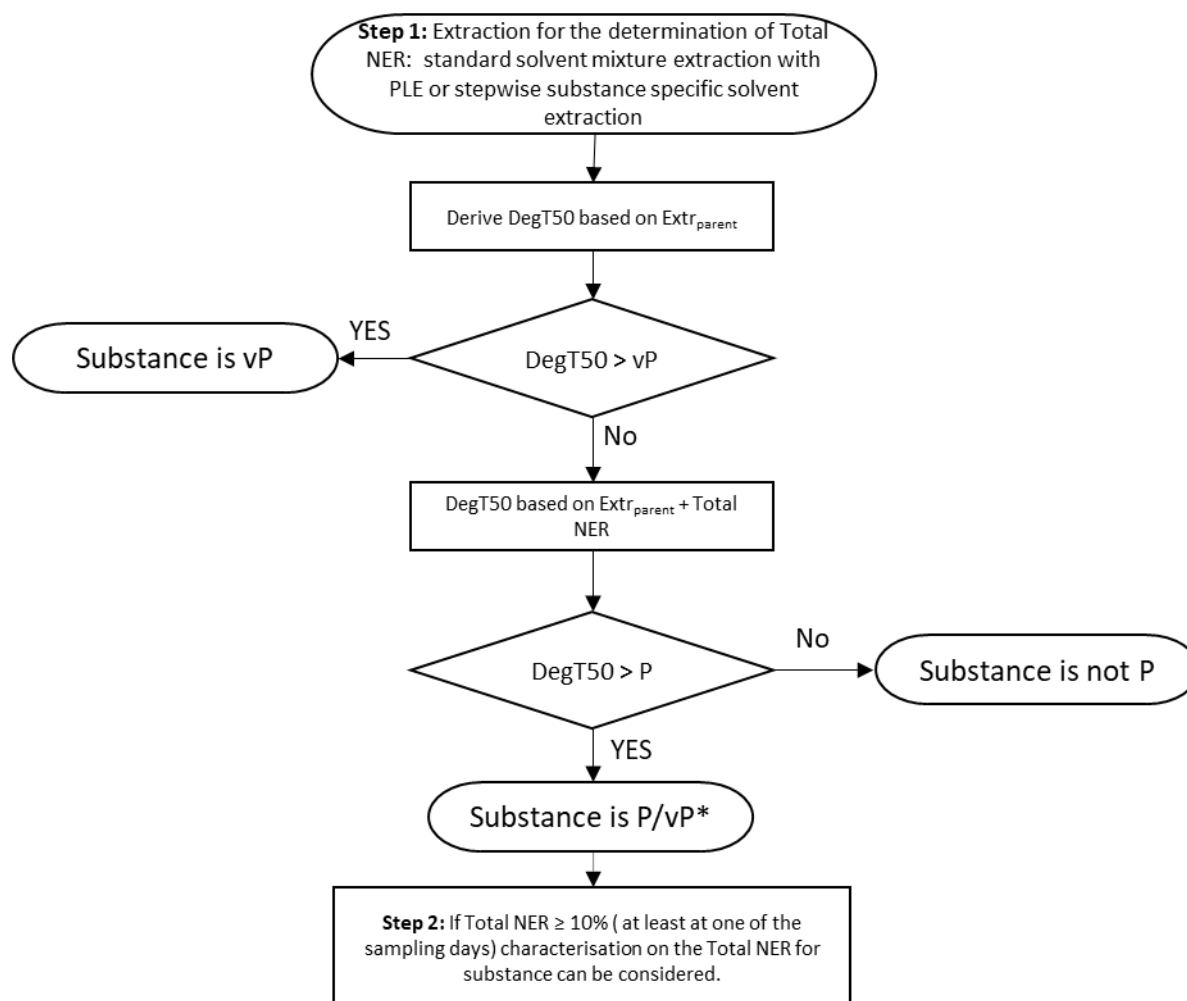 Step 1: Extraction for the determination of Total
NER:  standard solvent mixture extraction with
PLE or stepwise substance specific solvent
extraction
Derive DegT50 based on Extrparent
YES
Substance is vP
DegT50 > vP
No
DegT50 based on Extrparent + Total
NER
No
DegT50 > P
Substance is not P
YES
Substance is P/vP*
Step 2: If Total NER ≥ 10% ( at least at one of the
sampling days) characterisation on the Total NER for
substance can be considered.